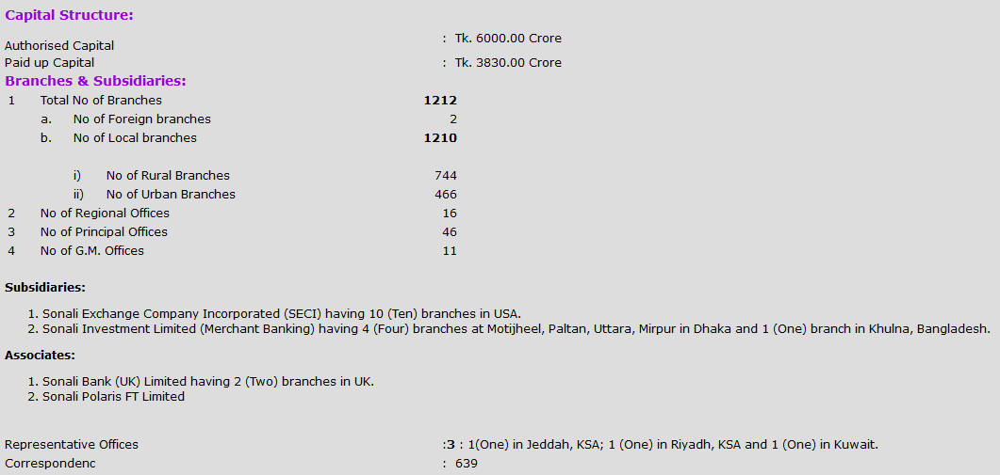 Capital Structure:
Authorised Capital : Tk. 6000.00 Crore
Paid up Capital : Tk. 3830.00 Crore
Branches & Subsidiaries:
1 Total No of Branches 1212
a. No of Foreign branches 2
b. No of Local branches 1210
i) No of Rural Branches 744
ii) No of Urban Branches 466
2 No of Regional Offices 16
3 No of Principal Offices 46
4 No of G.M. Offices 11
Subsidiaries:
1. Sonali Exchange Company Incorporated (SECI) having 10 (Ten) branches in USA.
2. Sonali Investment Limited (Merchant Banking) having 4 (Four) branches at Motijheel, Paltan, Uttara, Mirpur in Dhaka and 1 (One) branch in Khulna, Bangladesh.
Associates:
1. Sonali Bank (UK) Limited having 2 (Two) branches in UK.
2. Sonali Polaris FT Limited
Representative Offices :3 : 1(One) in Jeddah, KSA; 1 (One) in Riyadh, KSA and 1 (One) in Kuwait.
Correspondenc : 639